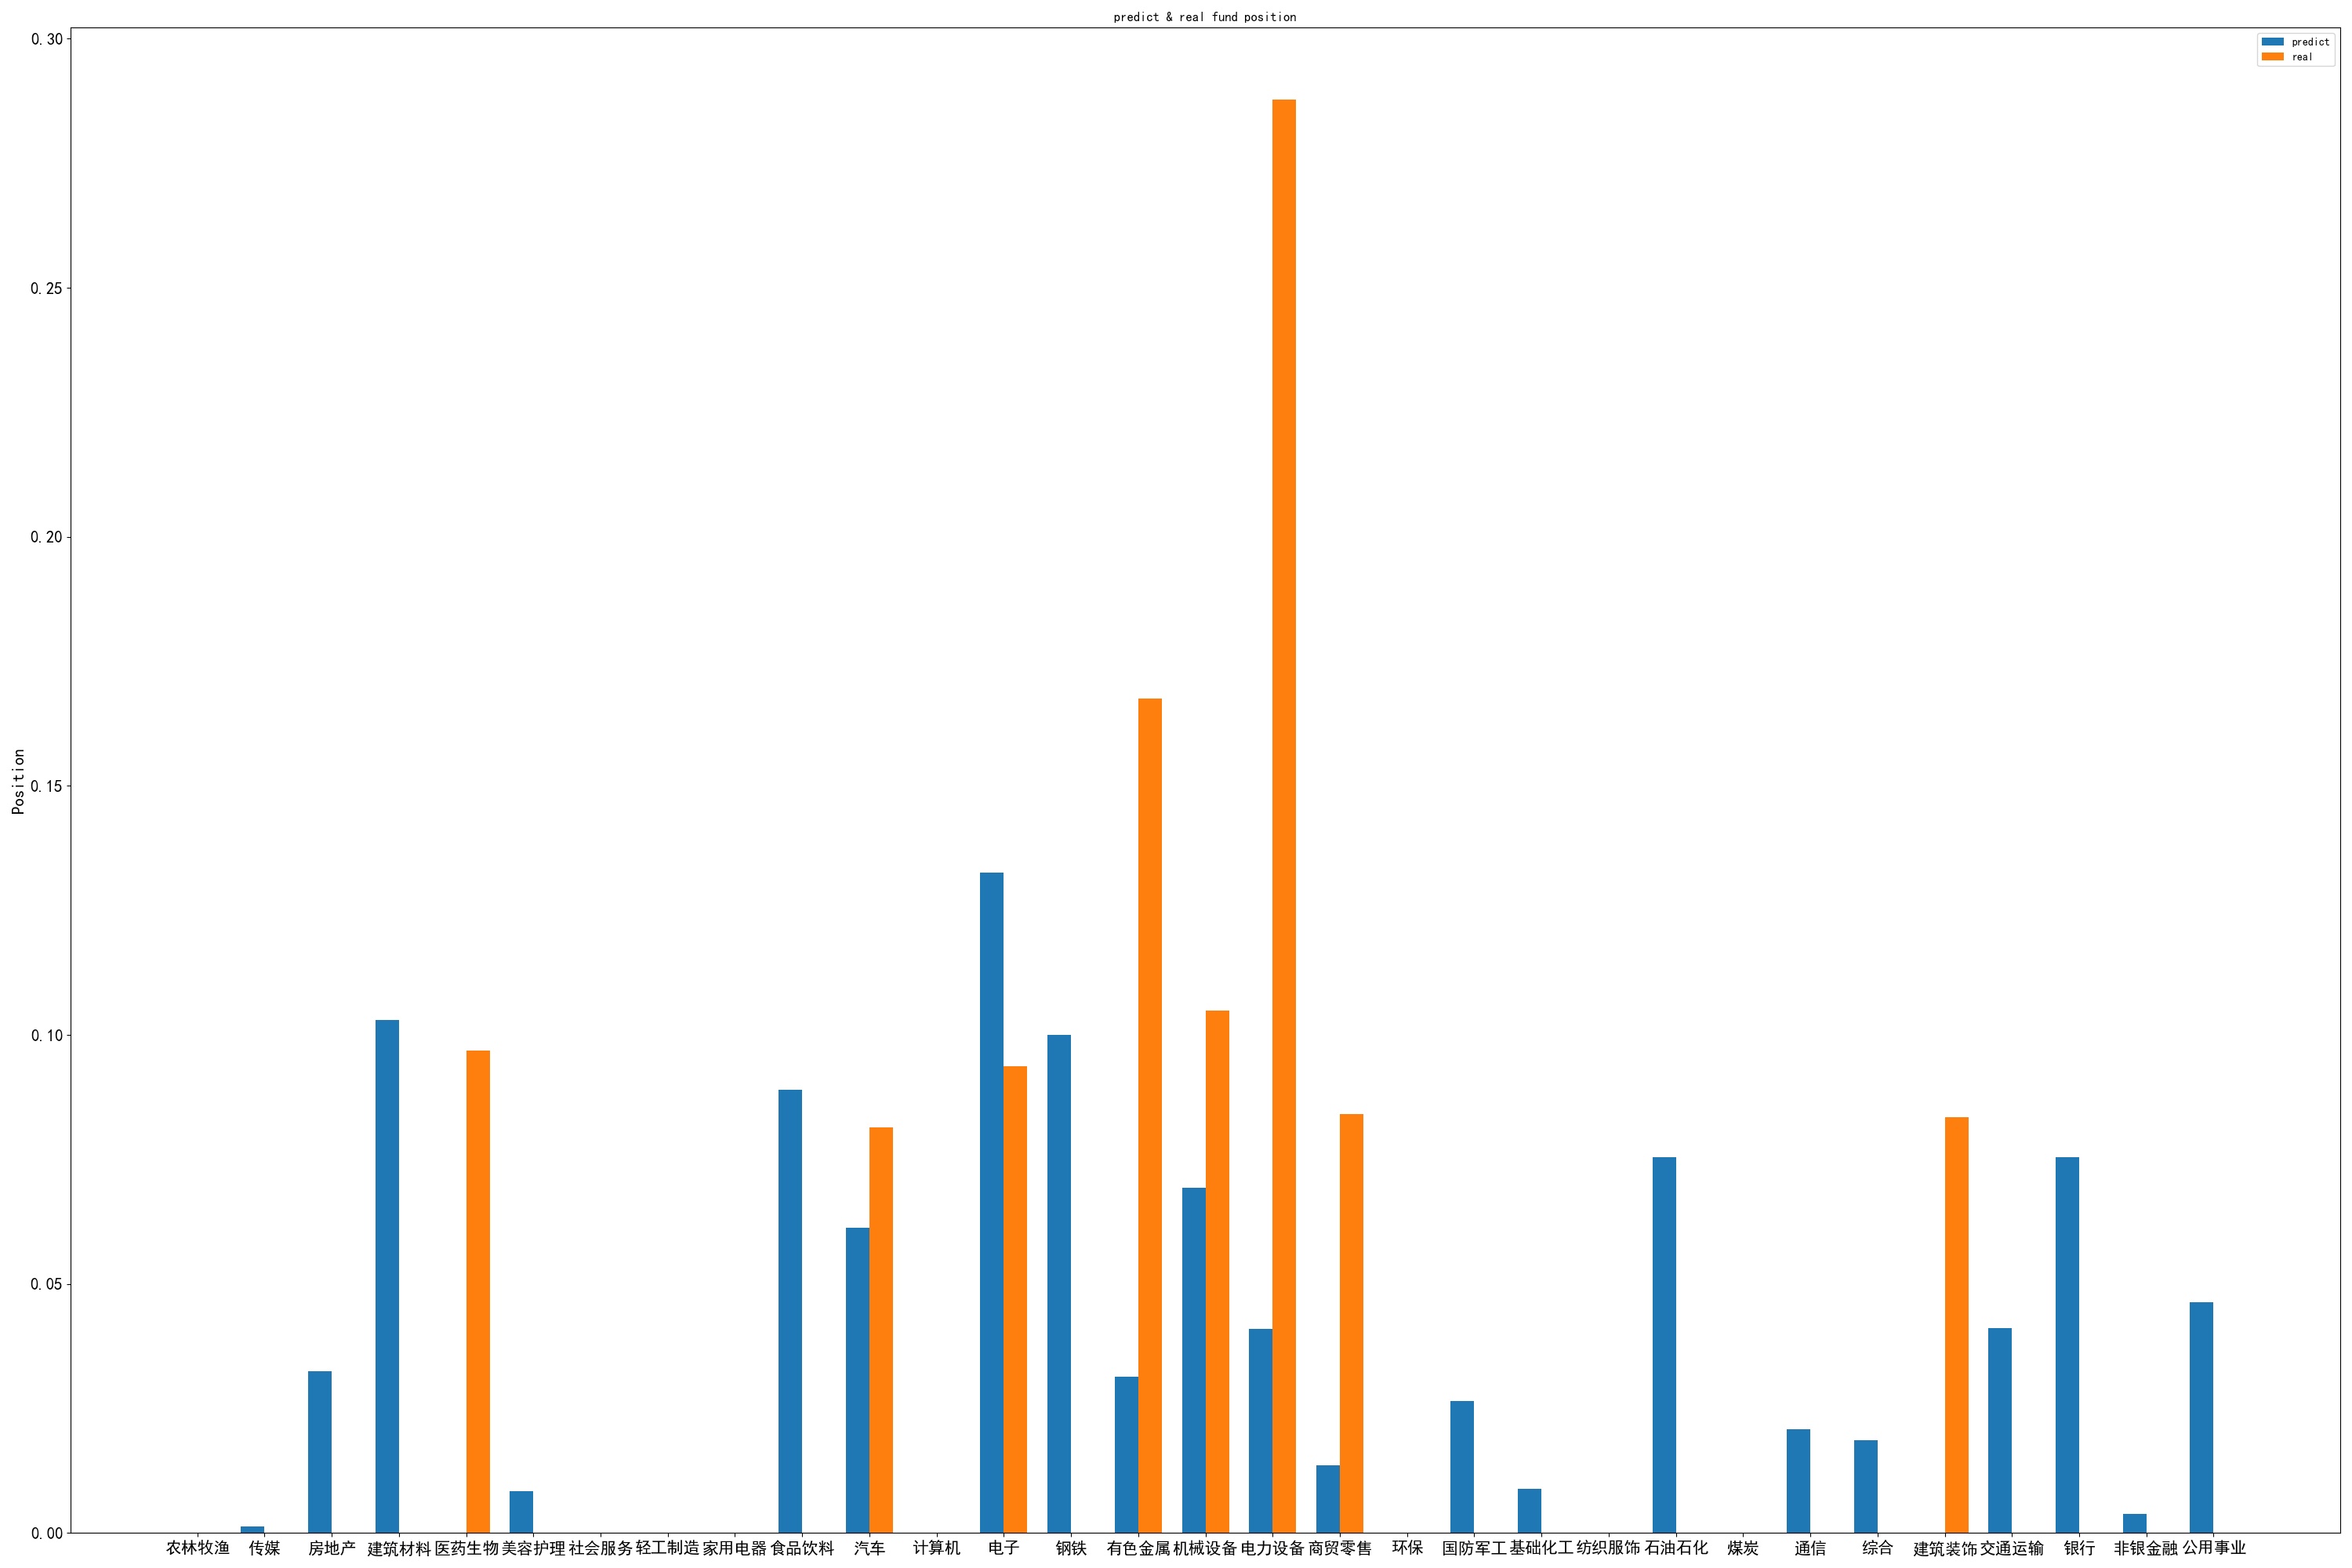 predict & real fund position
predict
real
0.30
0.25
0.20
0.15
0.10
0.05
0.00
Position
农林牧渔 传媒 房地产 建筑材料 医药生物 美容护理 社会服务 轻工制造 家用电器 食品饮料 汽车 计算机 电子 钢铁 有色金属 机械设备 电力设备 商贸零售 环保 国防军工 基础化工 纺织服饰 石油石化 煤炭 通信 综合 建筑装饰 交通运输 银行 非银金融 公用事业